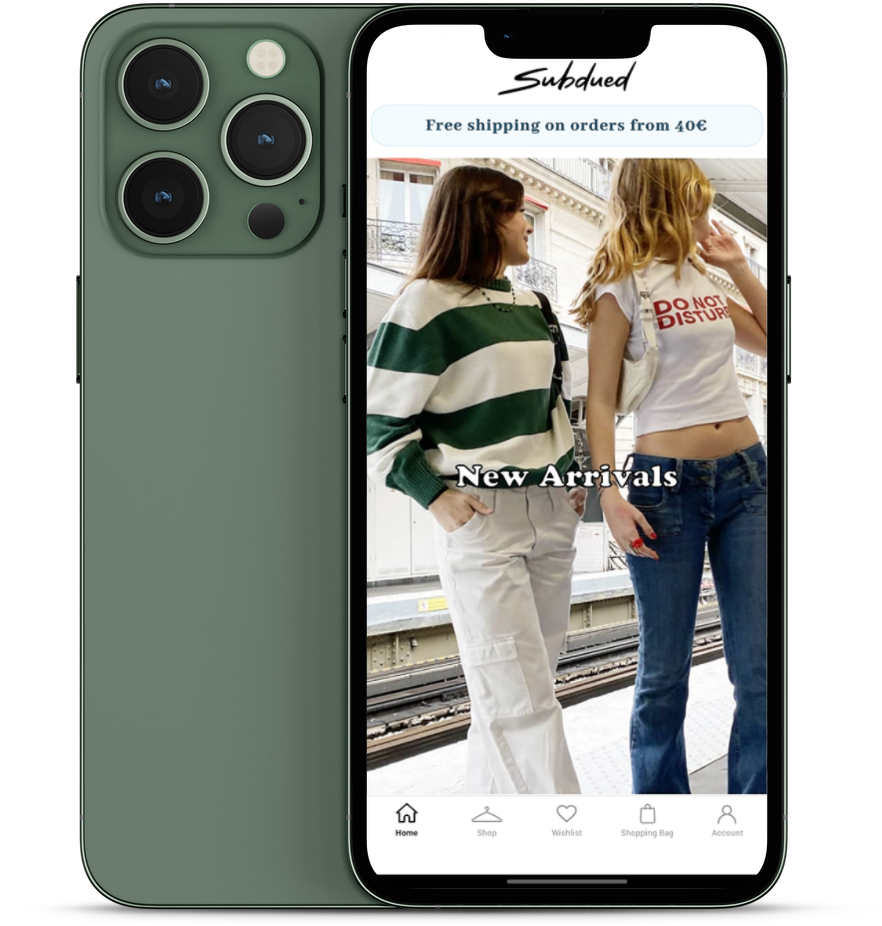 Subdued
Free shipping on orders from 40€
DO NOT
DISTURB
New Arrivals
Home
Shop
Wishlist
Shopping Bag
Account